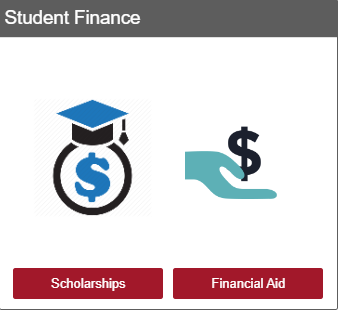 Student Finance
$ $
Scholarships Financial Aid